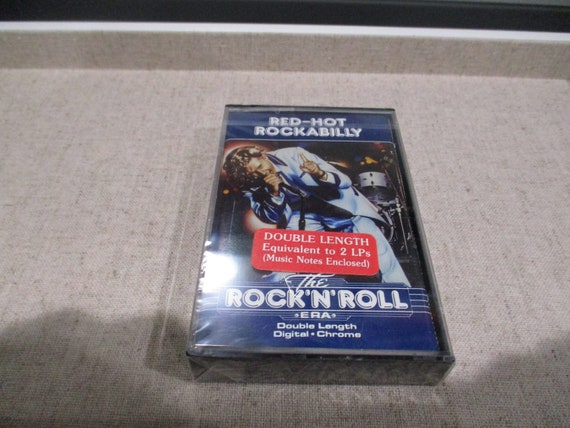 RED-HOT
ROCKABILLY
DOUBLE LENGTH
Equivalent to 2 LPs
(Music Notes Enclosed)
The
ROCK'N'ROLL
•ERA•
Double Length
Digital • Chrome